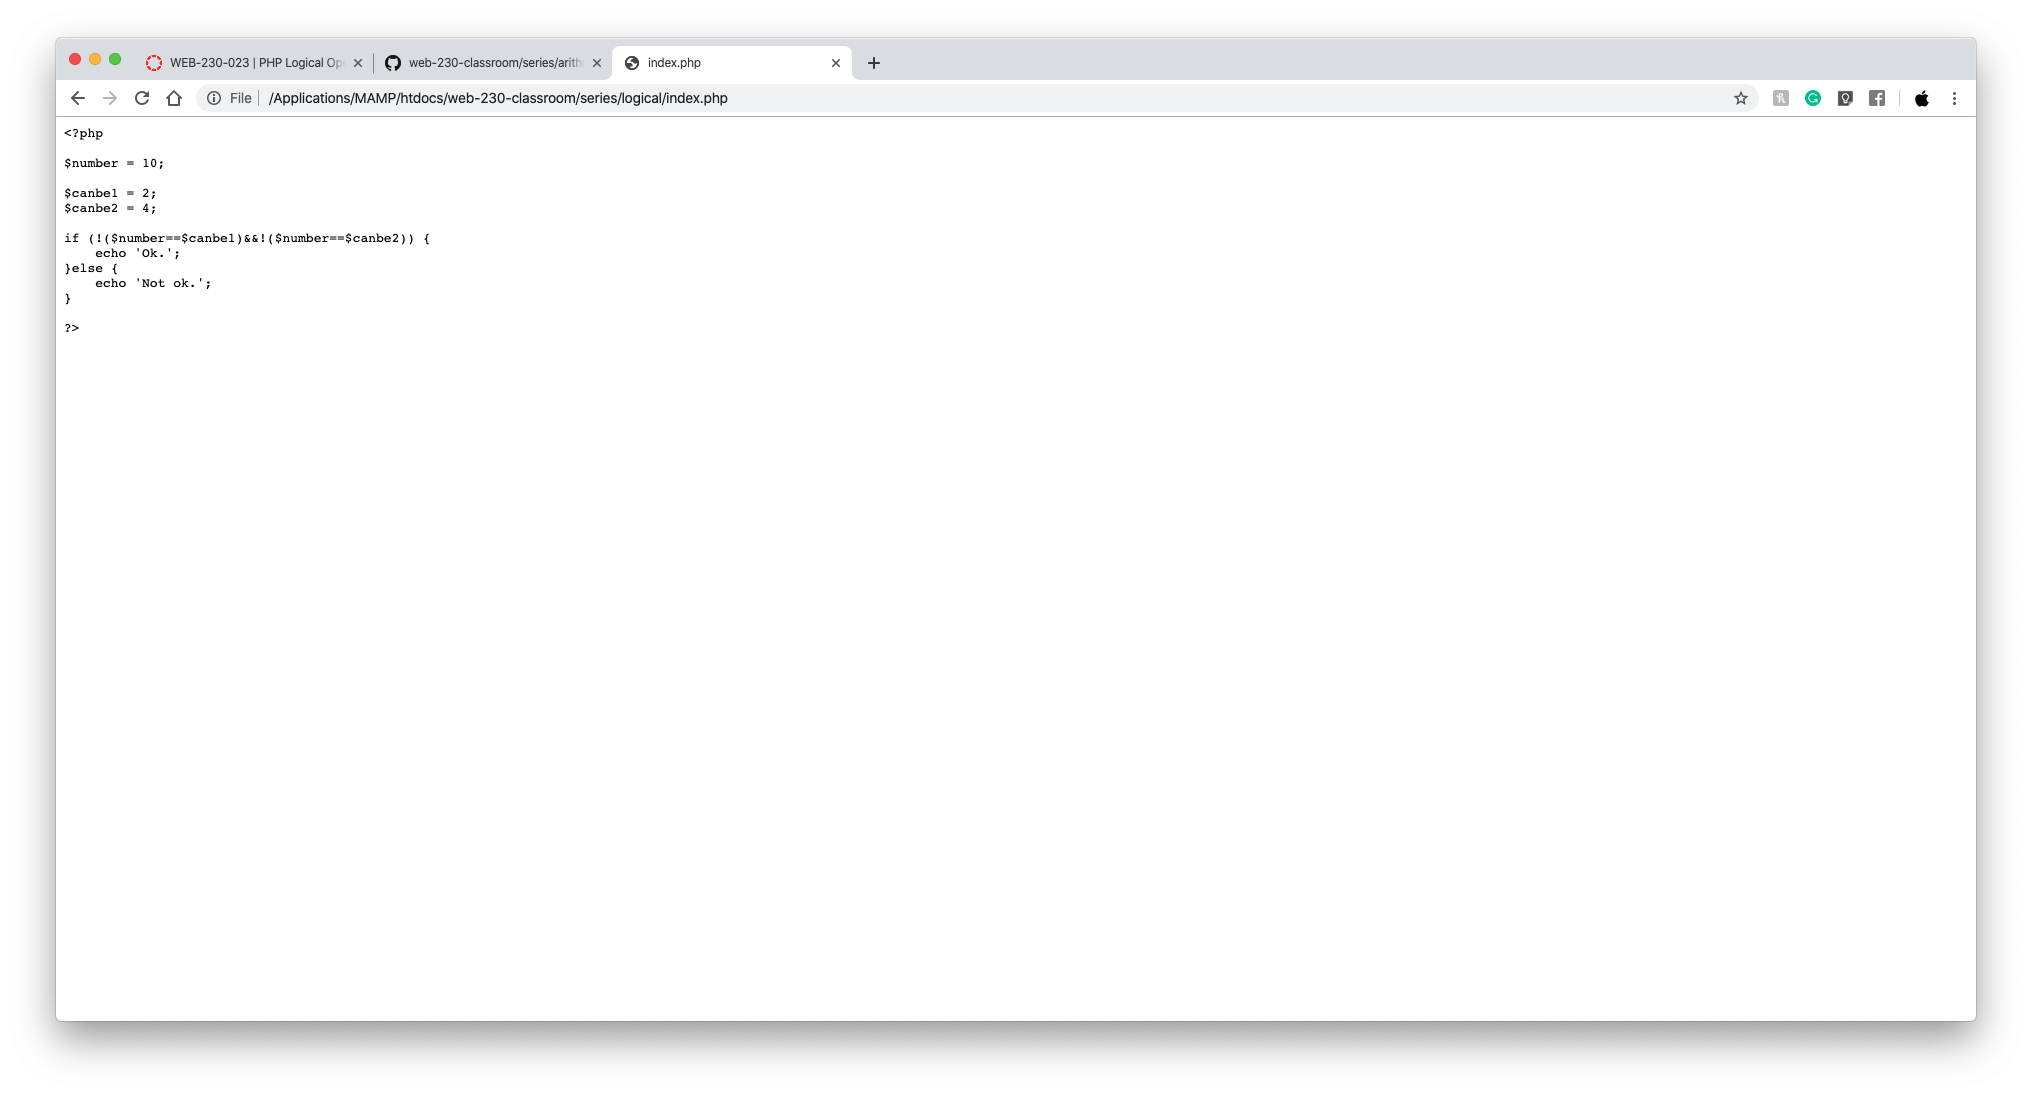 WEB-230-023 | PHP Logical Op
web-230-classroom/series/arith
index.php
File
/Applications/MAMP/htdocs/web-230-classroom/series/logical/index.php
<?php
$number = 10;
$canbe1 = 2;
$canbe2 = 4;
if (!($number==$canbe1)&&!($number==$canbe2)) {
    echo 'Ok.';
}else {
    echo 'Not ok.';
}
?>